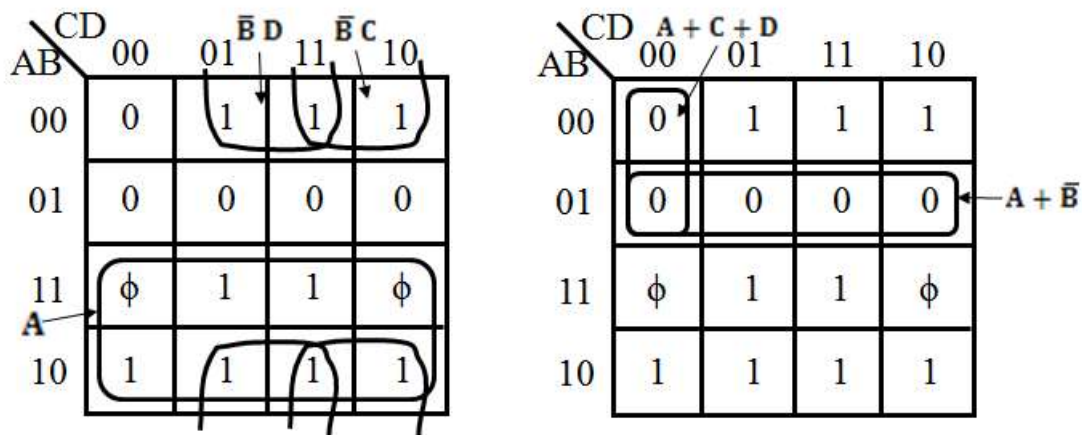 CD B̅ D B̅ C
AB 00 01 11 10
00 0 1 1 1
01 0 0 0 0
11 ϕ 1 1 ϕ
A
10 1 1 1 1
CD A + C + D
AB 00 01 11 10
00 0 1 1 1
01 0 0 0 0 A + B̅
11 ϕ 1 1 ϕ
10 1 1 1 1